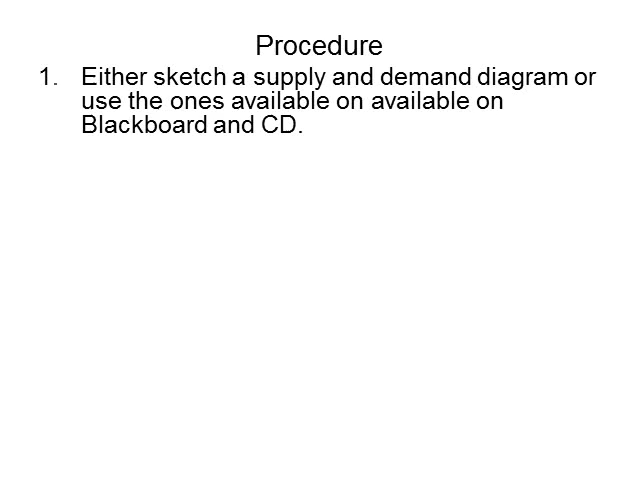 Procedure
1. Either sketch a supply and demand diagram or
use the ones available on available on
Blackboard and CD.